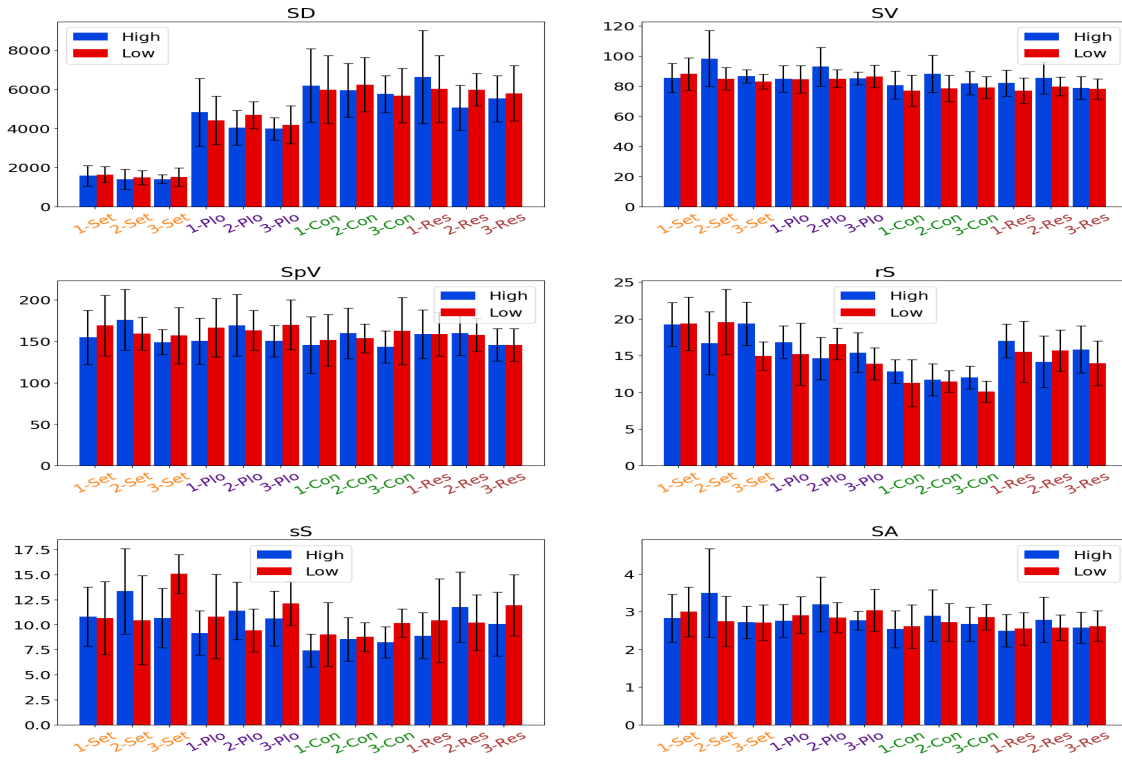 SD
High
Low
8000
6000
4000
2000
0
1-Set 2-Set 3-Set 1-Plo 2-Plo 3-Plo 1-Con 2-Con 3-Con 1-Res 2-Res 3-Res
SV
High
Low
120
100
80
60
40
20
0
1-Set 2-Set 3-Set 1-Plo 2-Plo 3-Plo 1-Con 2-Con 3-Con 1-Res 2-Res 3-Res
SpV
High
Low
200
150
100
50
0
1-Set 2-Set 3-Set 1-Plo 2-Plo 3-Plo 1-Con 2-Con 3-Con 1-Res 2-Res 3-Res
rS
High
Low
25
20
15
10
5
0
1-Set 2-Set 3-Set 1-Plo 2-Plo 3-Plo 1-Con 2-Con 3-Con 1-Res 2-Res 3-Res
sS
High
Low
17.5
15.0
12.5
10.0
7.5
5.0
2.5
0.0
1-Set 2-Set 3-Set 1-Plo 2-Plo 3-Plo 1-Con 2-Con 3-Con 1-Res 2-Res 3-Res
SA
High
Low
4
3
2
1
0
1-Set 2-Set 3-Set 1-Plo 2-Plo 3-Plo 1-Con 2-Con 3-Con 1-Res 2-Res 3-Res